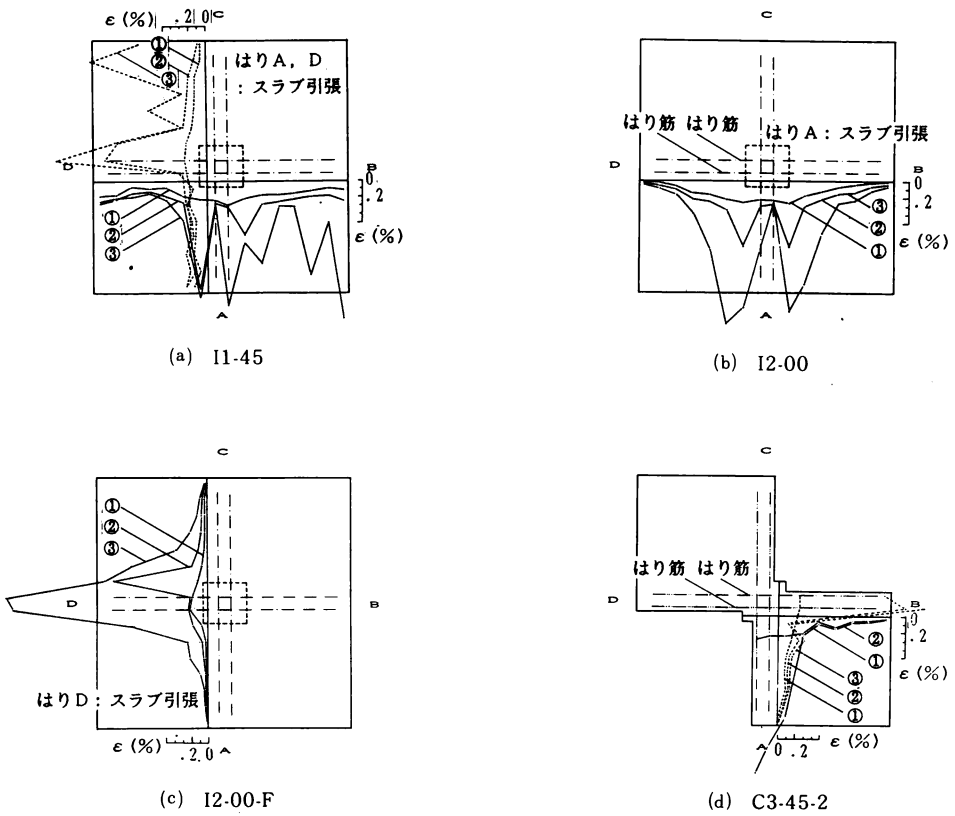 ε (%) .2 0 C
① はりA, D
② : スラブ引張
③
D B
0
.2
① ε (%)
②
③
A
(a) I1-45
C
はり筋 はり筋 はりA: スラブ引張
D B
0
.2
③
②
① ε (%)
A
(b) I2-00
C
①
②
③
D B
はりD: スラブ引張
ε (%) .2 0 A
(c) I2-00-F
C
はり筋 はり筋
D B
0
.2
②
①
ε (%)
③
②
①
A 0 0.2 ε (%)
(d) C3-45-2